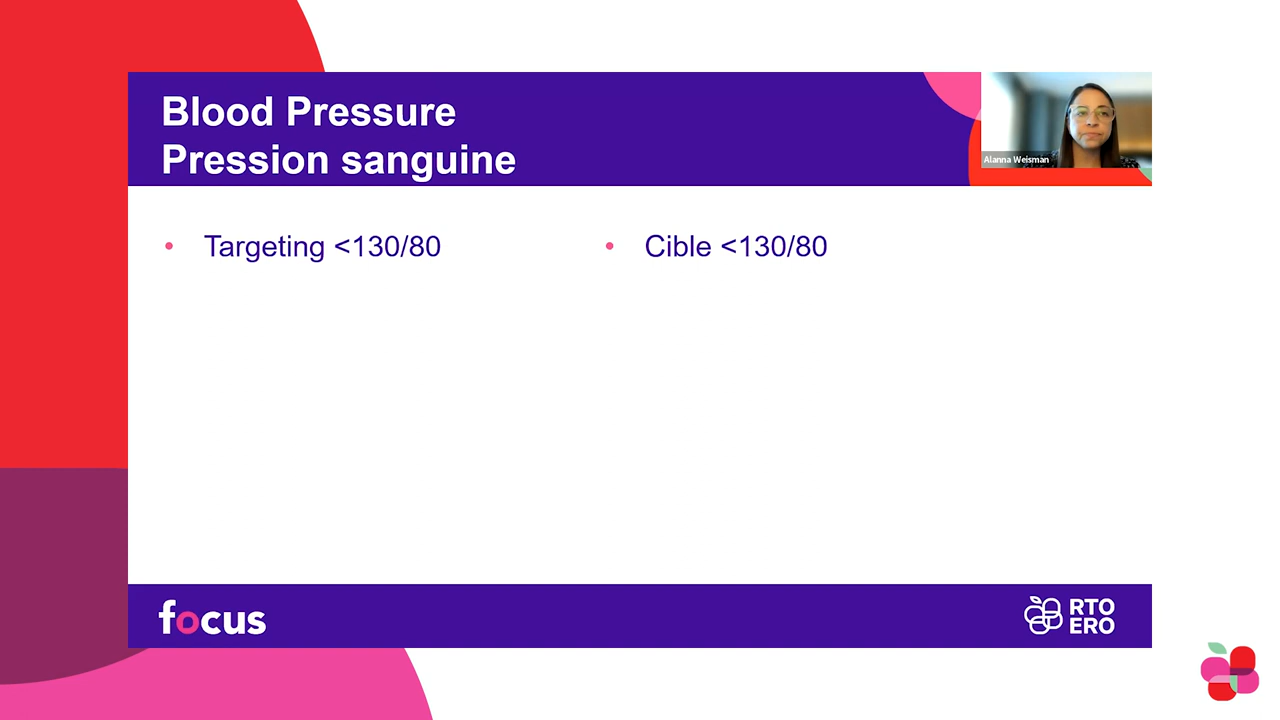 Blood Pressure
Pression sanguine
Alanna Weisman
• Targeting <130/80
• Cible <130/80
focus
RTO
ERO